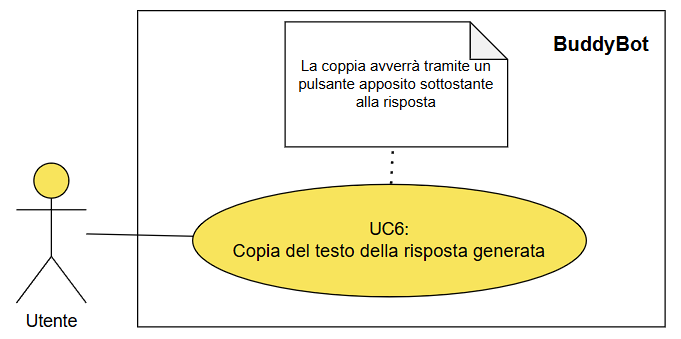 BuddyBot
La coppia avverrà tramite un
pulsante apposito sottostante
alla risposta
UC6:
Copia del testo della risposta generata
Utente